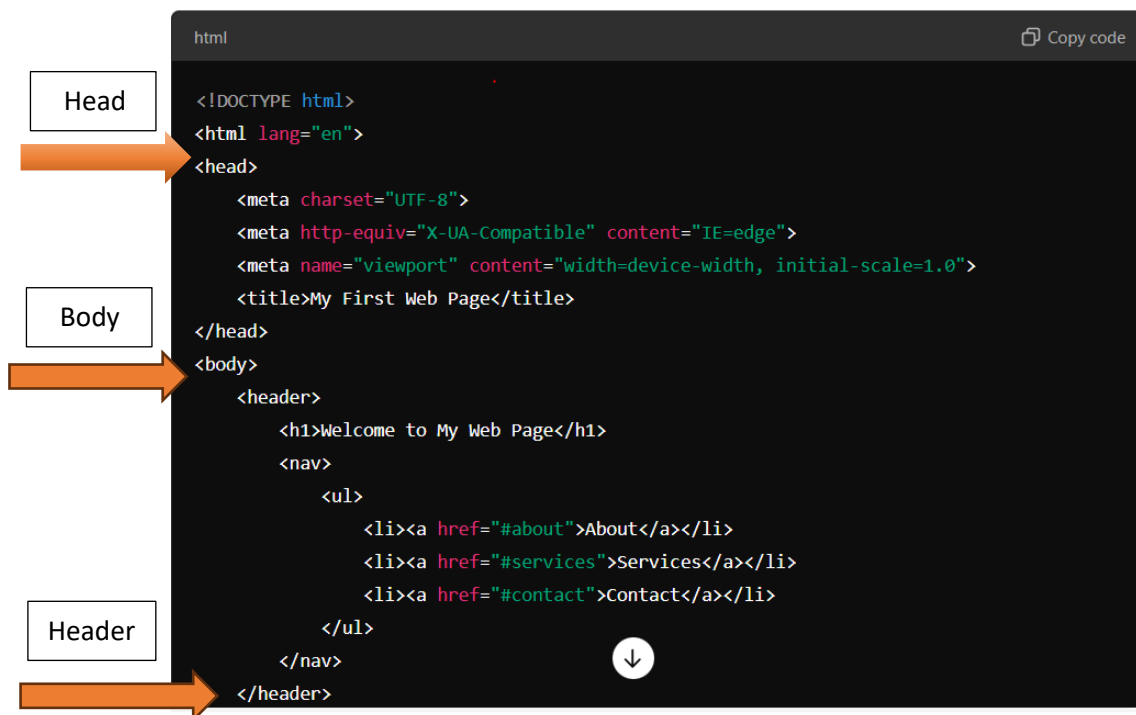 html
Copy code
Head
<!DOCTYPE html>
<html lang="en">
<head>
    <meta charset="UTF-8">
    <meta http-equiv="X-UA-Compatible" content="IE=edge">
    <meta name="viewport" content="width=device-width, initial-scale=1.0">
    <title>My First Web Page</title>
Body
</head>
<body>
    <header>
        <h1>Welcome to My Web Page</h1>
        <nav>
            <ul>
                <li><a href="#about">About</a></li>
                <li><a href="#services">Services</a></li>
                <li><a href="#contact">Contact</a></li>
            </ul>
Header
        </nav>
    </header>